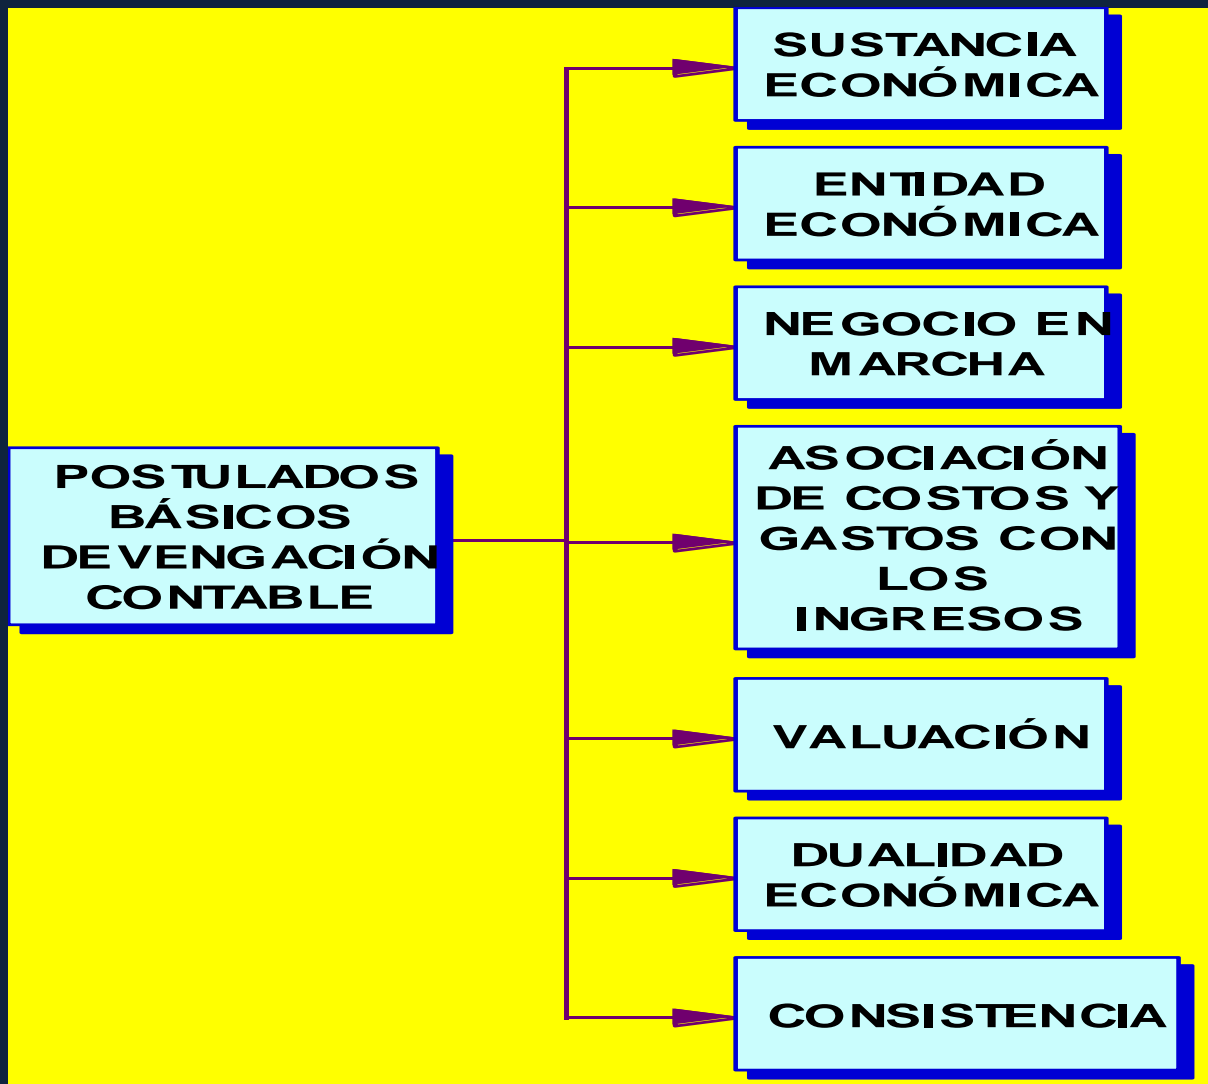 SUSTANCIA
ECONÓMICA
ENTIDAD
ECONÓMICA
NEGOCIO EN
MARCHA
POSTULADOS
BÁSICOS
DEVENGACIÓN
CONTABLE
ASOCIACIÓN
DE COSTOS Y
GASTOS CON
LOS
INGRESOS
VALUACIÓN
DUALIDAD
ECONÓMICA
CONSISTENCIA